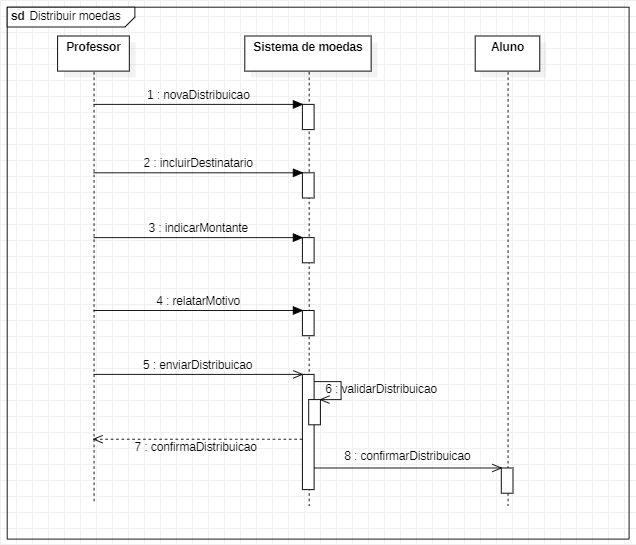 sd Distribuir moedas
Professor
Sistema de moedas
Aluno
1 : novaDistribuicao
2 : incluirDestinatario
3 : indicarMontante
4 : relatarMotivo
5 : enviarDistribuicao
6 : validarDistribuicao
7 : confirmaDistribuicao
8 : confirmarDistribuicao